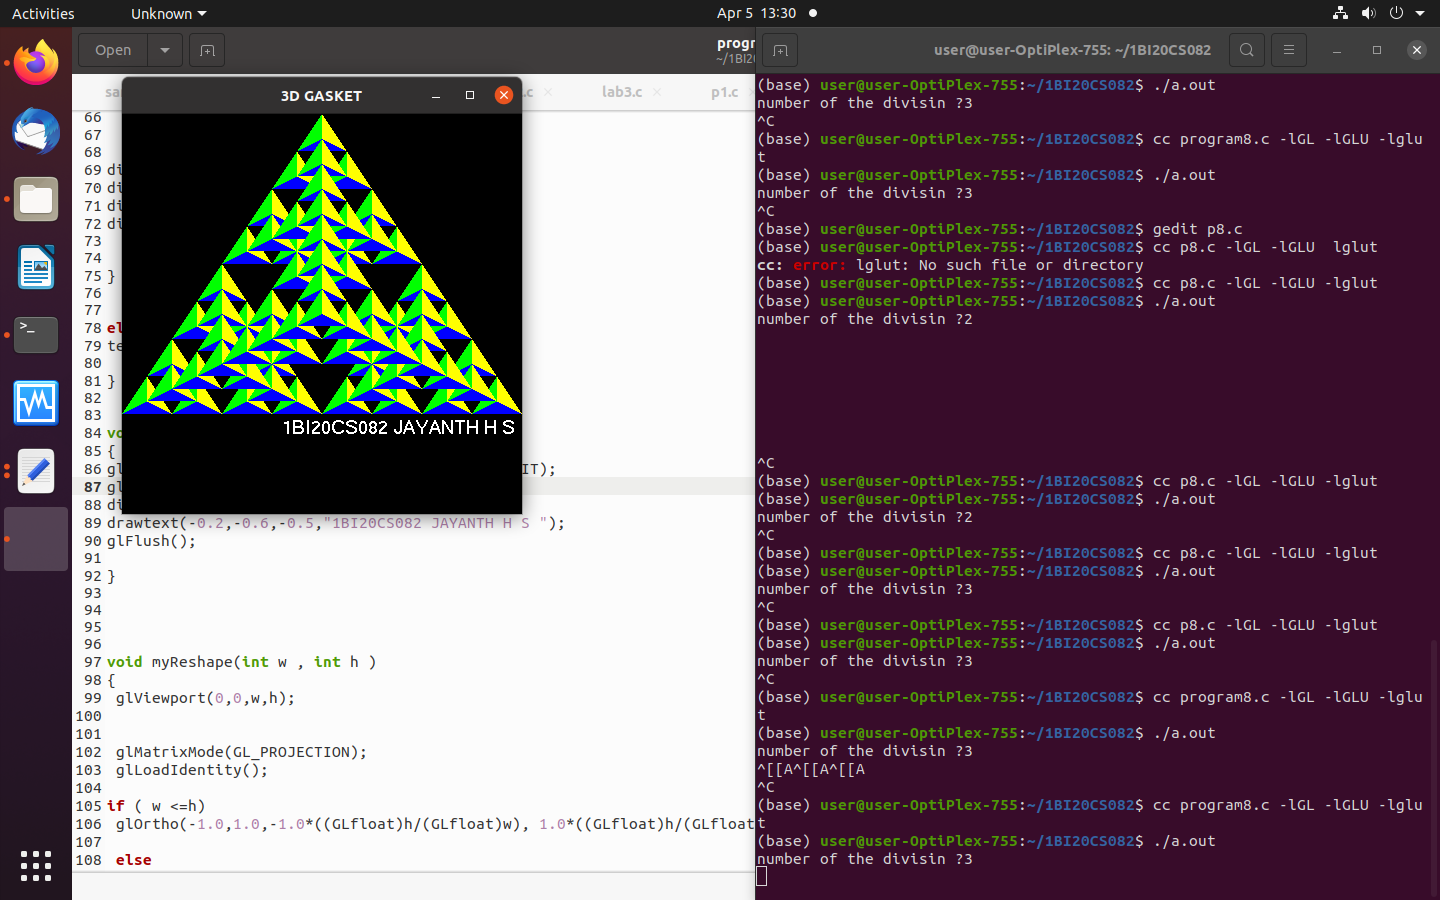 Activities
Unknown
Apr 5 13:30
Open
progr
~/1BI20
sa
.c
lab3.c
p1.c
66
67
68
69 di
70 di
71 di
72 di
73
74
75 }
76
77
78 el
79 te
80
81 }
82
83
84 vo
85 {
86 gl IT);
87 gl
88 di
89 drawtext(-0.2,-0.6,-0.5,"1BI20CS082 JAYANTH H S ");
90 glFlush();
91
92 }
93
94
95
96
97 void myReshape(int w , int h )
98 {
99 glViewport(0,0,w,h);
100
101
102 glMatrixMode(GL_PROJECTION);
103 glLoadIdentity();
104
105 if ( w <=h)
106 glOrtho(-1.0,1.0,-1.0*((GLfloat)h/(GLfloat)w), 1.0*((GLfloat)h/(GLfloat
107
108 else
3D GASKET
1BI20CS082 JAYANTH H S
user@user-OptiPlex-755: ~/1BI20CS082
(base) user@user-OptiPlex-755:~/1BI20CS082$ ./a.out
number of the divisin ?3
^C
(base) user@user-OptiPlex-755:~/1BI20CS082$ cc program8.c -lGL -lGLU -lglu
t
(base) user@user-OptiPlex-755:~/1BI20CS082$ ./a.out
number of the divisin ?3
^C
(base) user@user-OptiPlex-755:~/1BI20CS082$ gedit p8.c
(base) user@user-OptiPlex-755:~/1BI20CS082$ cc p8.c -lGL -lGLU  lglut
cc: error: lglut: No such file or directory
(base) user@user-OptiPlex-755:~/1BI20CS082$ cc p8.c -lGL -lGLU -lglut
(base) user@user-OptiPlex-755:~/1BI20CS082$ ./a.out
number of the divisin ?2
^C
(base) user@user-OptiPlex-755:~/1BI20CS082$ cc p8.c -lGL -lGLU -lglut
(base) user@user-OptiPlex-755:~/1BI20CS082$ ./a.out
number of the divisin ?2
^C
(base) user@user-OptiPlex-755:~/1BI20CS082$ cc p8.c -lGL -lGLU -lglut
(base) user@user-OptiPlex-755:~/1BI20CS082$ ./a.out
number of the divisin ?3
^C
(base) user@user-OptiPlex-755:~/1BI20CS082$ cc p8.c -lGL -lGLU -lglut
(base) user@user-OptiPlex-755:~/1BI20CS082$ ./a.out
number of the divisin ?3
^C
(base) user@user-OptiPlex-755:~/1BI20CS082$ cc program8.c -lGL -lGLU -lglu
t
(base) user@user-OptiPlex-755:~/1BI20CS082$ ./a.out
number of the divisin ?3
^[[A^[[A^[[A
^C
(base) user@user-OptiPlex-755:~/1BI20CS082$ cc program8.c -lGL -lGLU -lglu
t
(base) user@user-OptiPlex-755:~/1BI20CS082$ ./a.out
number of the divisin ?3